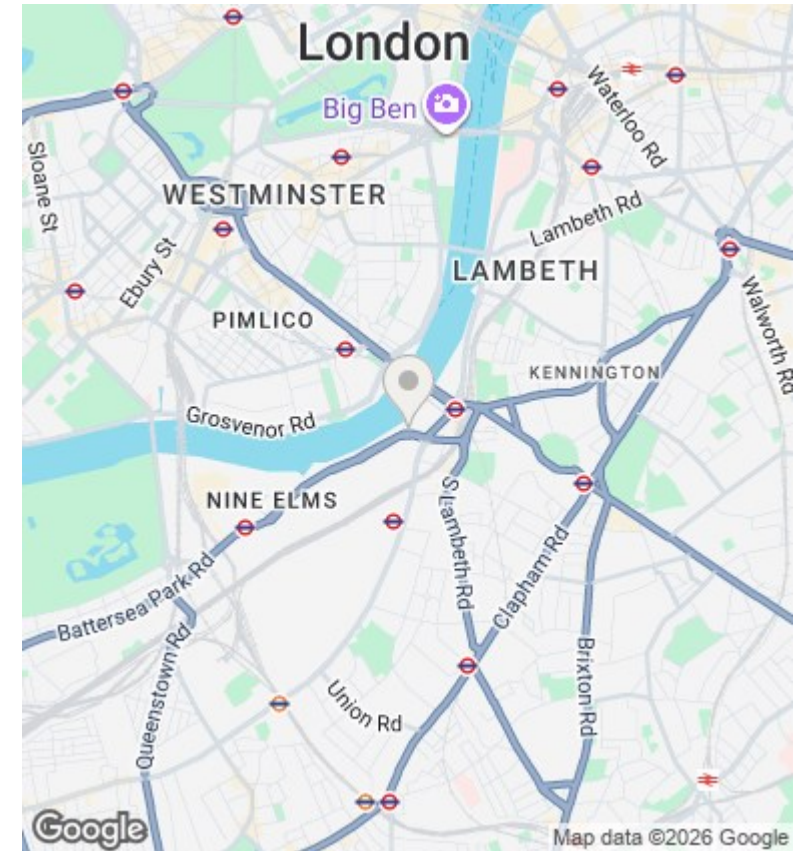 London
Big Ben
Waterloo Rd
Sloane St
WESTMINSTER
Lambeth Rd
Ebury St
LAMBETH
Walworth Rd
PIMLICO
KENNINGTON
Grosvenor Rd
NINE ELMS
S Lambeth Rd
Clapham Rd
Battersea Park Rd
Queenstown Rd
Brixton Rd
Union Rd
Google
Map data ©2026 Google